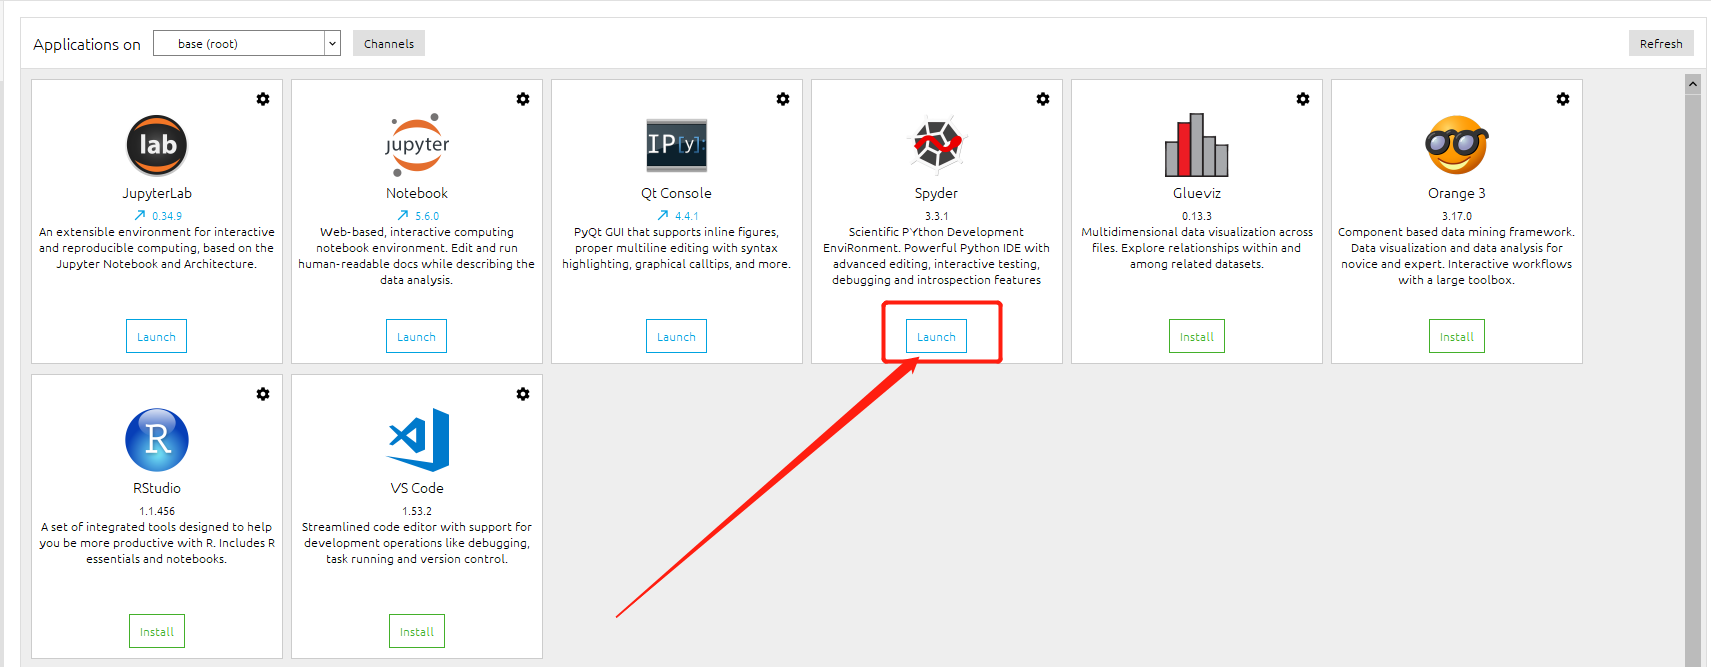 Applications on
base (root)
Channels
Refresh
lab
JupyterLab
0.34.9
An extensible environment for interactive
and reproducible computing, based on the
Jupyter Notebook and Architecture.
Launch
jupyter
Notebook
5.6.0
Web-based, interactive computing
notebook environment. Edit and run
human-readable docs while describing the
data analysis.
Launch
IP[y]:
Qt Console
4.4.1
PyQt GUI that supports inline figures,
proper multiline editing with syntax
highlighting, graphical calltips, and more.
Launch
Spyder
3.3.1
Scientific PYthon Development
EnviRonment. Powerful Python IDE with
advanced editing, interactive testing,
debugging and introspection features
Launch
Glueviz
0.13.3
Multidimensional data visualization across
files. Explore relationships within and
among related datasets.
Install
Orange 3
3.17.0
Component based data mining framework.
Data visualization and data analysis for
novice and expert. Interactive workflows
with a large toolbox.
Install
R
RStudio
1.1.456
A set of integrated tools designed to help
you be more productive with R. Includes R
essentials and notebooks.
Install
VS Code
1.53.2
Streamlined code editor with support for
development operations like debugging,
task running and version control.
Install